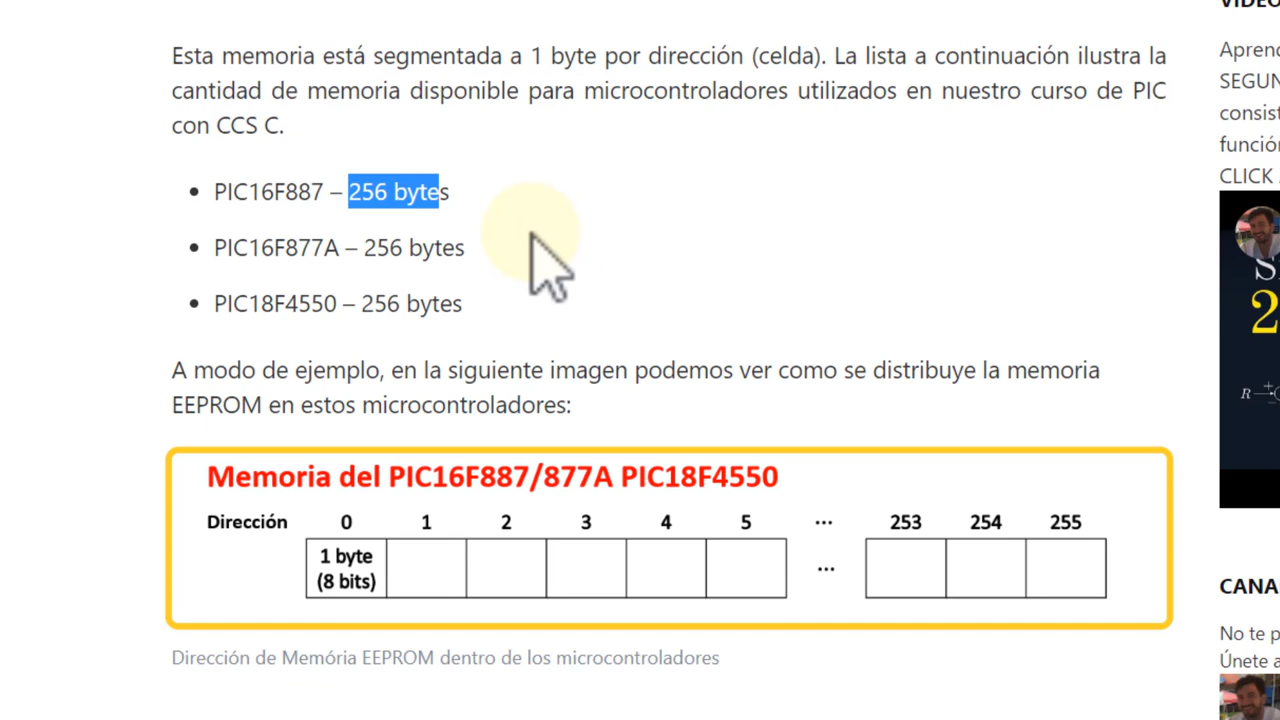 Esta memoria está segmentada a 1 byte por dirección (celda). La lista a continuación ilustra la
cantidad de memoria disponible para microcontroladores utilizados en nuestro curso de PIC
con CCS C.
• PIC16F887 – 256 bytes
• PIC16F877A – 256 bytes
• PIC18F4550 – 256 bytes
A modo de ejemplo, en la siguiente imagen podemos ver como se distribuye la memoria
EEPROM en estos microcontroladores:
Memoria del PIC16F887/877A PIC18F4550
Dirección 0 1 2 3 4 5 ... 253 254 255
1 byte
(8 bits)
...
Dirección de Memória EEPROM dentro de los microcontroladores
VIDEO
Aprend
SEGUN
consist
función
CLICK
S
2
R
CANA
No te p
Únete a